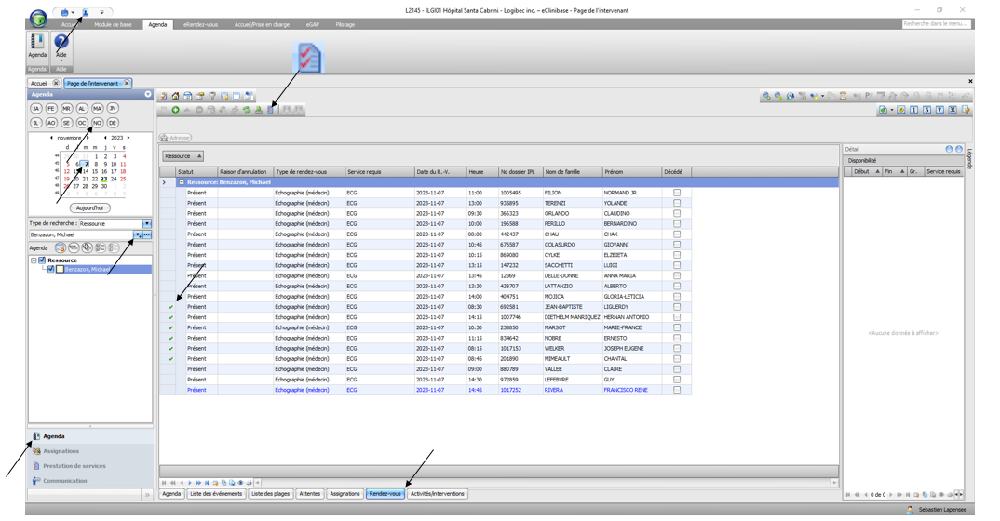 L2145 - ILGI01 Hôpital Santa Cabrini - Logibec inc. – eClinibase - Page de l'intervenant
Accueil Module de base Agenda eRendez-vous Accueil/Prise en charge eGAP Pilotage Recherche dans le menu...
Agenda Aide
Agenda Aide
Accueil Page de l'intervenant
Agenda
JA FE MR AL MA JN
JL AO SE OC NO DE
novembre 2023
d l m m j v s
44 1 2 3 4
45 5 6 7 8 9 10 11
46 12 13 14 15 16 17 18
47 19 20 21 22 23 24 25
48 26 27 28 29 30 1 2
49 3 4 5 6 7 8 9
Aujourd'hui
Type de recherche : Ressource
Benzazon, Michael
Agenda
Ressource
Benzazon, Michael
Agenda
Assignations
Prestation de services
Communication
Adresse
Ressource
Statut Raison d'annulation Type de rendez-vous Service requis Date du R.-V. Heure No dossier IPL Nom de famille Prénom Décédé
Ressource: Benzazon, Michael
Présent Échographie (médecin) ECG 2023-11-07 11:00 1005495 FILION NORMAND JR
Présent Échographie (médecin) ECG 2023-11-07 13:00 935895 TERENZI YOLANDE
Présent Échographie (médecin) ECG 2023-11-07 09:30 366323 ORLANDO CLAUDINO
Présent Échographie (médecin) ECG 2023-11-07 10:00 196588 PERILLO BERNARDINO
Présent Échographie (médecin) ECG 2023-11-07 08:00 442437 CHAU CHAK
Présent Échographie (médecin) ECG 2023-11-07 10:45 675587 COLASURDO GIOVANNI
Présent Échographie (médecin) ECG 2023-11-07 10:15 869080 CYLKE ELZBIETA
Présent Échographie (médecin) ECG 2023-11-07 13:15 147232 SACCHETTI LUIGI
Présent Échographie (médecin) ECG 2023-11-07 13:45 12369 DELLE-DONNE ANNA MARIA
Présent Échographie (médecin) ECG 2023-11-07 13:30 438707 LATTANZIO ALBERTO
Présent Échographie (médecin) ECG 2023-11-07 14:00 404751 MOJICA GLORIA-LETICIA
Présent Échographie (médecin) ECG 2023-11-07 08:30 692581 JEAN-BAPTISTE LIGUERDY
Présent Échographie (médecin) ECG 2023-11-07 14:15 1007746 DIETHELM MANRIQUEZ HERNAN ANTONIO
Présent Échographie (médecin) ECG 2023-11-07 10:30 238850 MARSOT MARIE-FRANCE
Présent Échographie (médecin) ECG 2023-11-07 11:15 834642 NOBRE ERNESTO
Présent Échographie (médecin) ECG 2023-11-07 08:15 1017153 WELKER JOSEPH EUGENE
Présent Échographie (médecin) ECG 2023-11-07 08:45 201890 MIMEAULT CHANTAL
Présent Échographie (médecin) ECG 2023-11-07 09:00 880789 VALLEE CLAIRE
Présent Échographie (médecin) ECG 2023-11-07 14:30 972859 LEFEBVRE GUY
Présent Échographie (médecin) ECG 2023-11-07 14:45 1017252 RIVERA FRANCISCO RENE
Agenda Liste des événements Liste des plages Attentes Assignations Rendez-vous Activités/Interventions
Détail
Disponibilité
Début Fin Gr. Service requis
<Aucune donnée à afficher>
0 de 0
Légende
Sebastien Lapensee